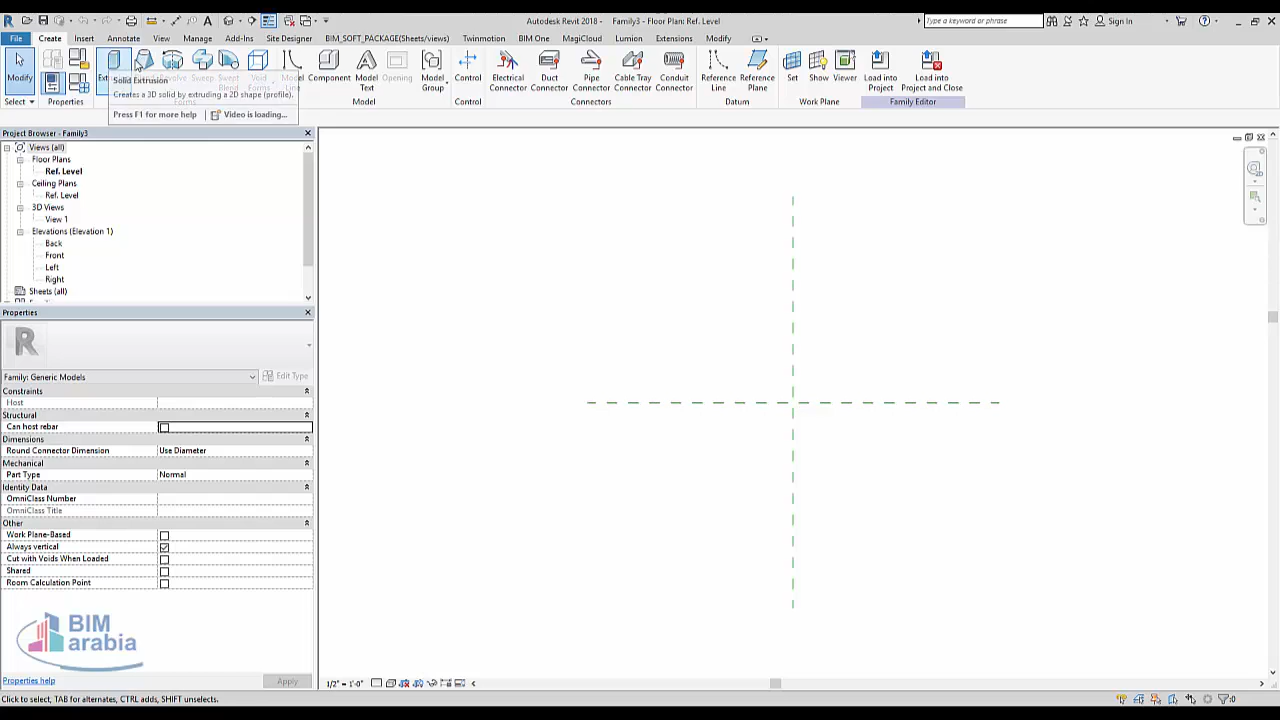 Autodesk Revit 2018 - Family3 - Floor Plan: Ref. Level
Type a keyword or phrase
Sign In
File Create Insert Annotate View Manage Add-Ins Site Designer BIM_SOFT_PACKAGE(Sheets/views) Twinmotion BIM One MagiCloud Lumion Extensions Modify
Modify
Component Model Text Opening Model Group Control Electrical Connector Duct Connector Pipe Connector Cable Tray Connector Conduit Connector Reference Line Reference Plane Set Show Viewer Load into Project Load into Project and Close
Select Properties Forms Model Control Connectors Datum Work Plane Family Editor
Solid Extrusion
Creates a 3D solid by extruding a 2D shape (profile).
Press F1 for more help Video is loading...
Project Browser - Family3
Views (all)
Floor Plans
Ref. Level
Ceiling Plans
Ref. Level
3D Views
View 1
Elevations (Elevation 1)
Back
Front
Left
Right
Sheets (all)
Properties
Family: Generic Models Edit Type
Constraints
Host
Structural
Can host rebar
Dimensions
Round Connector Dimension Use Diameter
Mechanical
Part Type Normal
Identity Data
OmniClass Number
OmniClass Title
Other
Work Plane-Based
Always vertical
Cut with Voids When Loaded
Shared
Room Calculation Point
BIM
arabia
Properties help Apply
1/2" = 1'-0"
Click to select, TAB for alternates, CTRL adds, SHIFT unselects.
:0